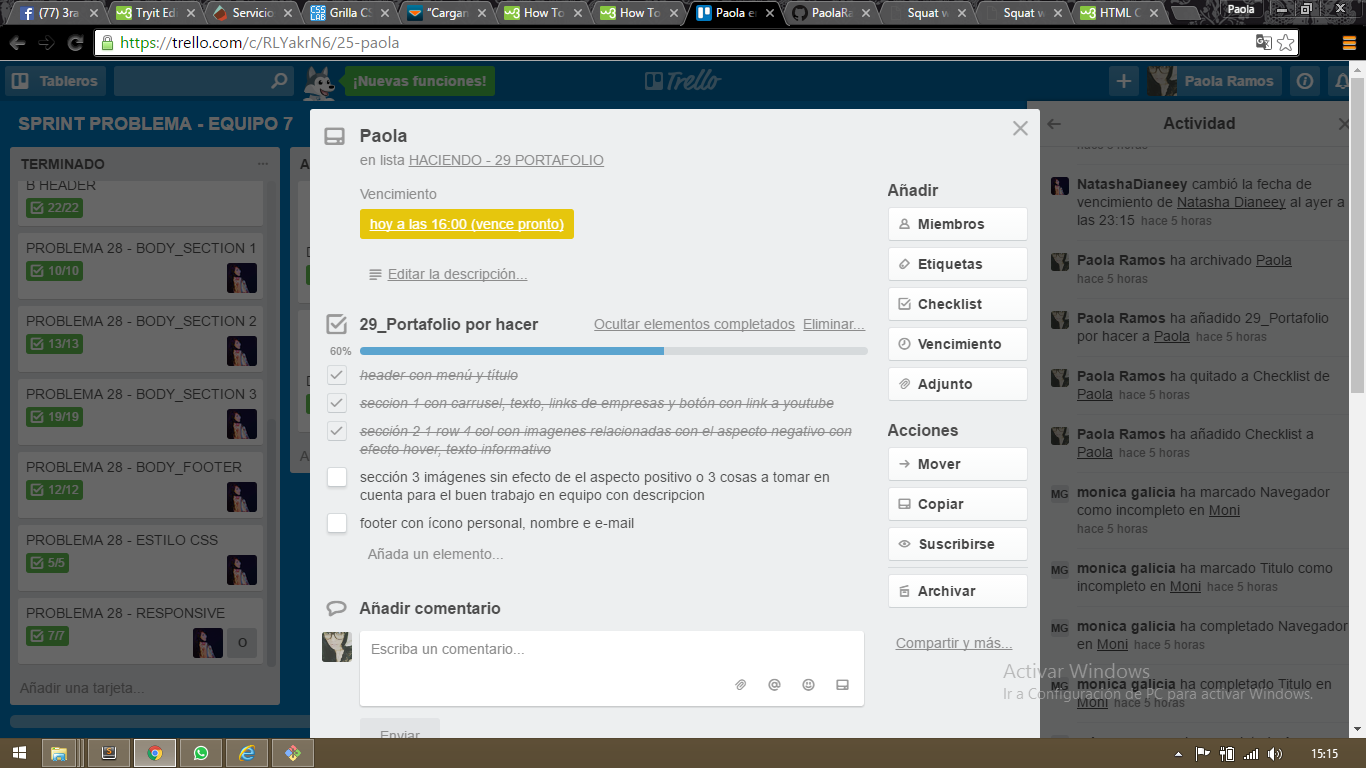 (77) 3ra
Tryit Edi
Servicio
Grilla CS
"Cargan
How To
How To
Paola e
PaolaRa
Squat w
Squat w
HTML C
Paola
https://trello.com/c/RLYakrN6/25-paola
Tableros
¡Nuevas funciones!
Trello
Paola Ramos
SPRINT PROBLEMA - EQUIPO 7
TERMINADO
B HEADER
22/22
PROBLEMA 28 - BODY_SECTION 1
10/10
PROBLEMA 28 - BODY_SECTION 2
13/13
PROBLEMA 28 - BODY_SECTION 3
19/19
PROBLEMA 28 - BODY_FOOTER
12/12
PROBLEMA 28 - ESTILO CSS
5/5
PROBLEMA 28 - RESPONSIVE
7/7
O
Añadir una tarjeta...
Paola
en lista HACIENDO - 29 PORTAFOLIO
Vencimiento
hoy a las 16:00 (vence pronto)
Editar la descripción...
29_Portafolio por hacer
Ocultar elementos completados Eliminar...
60%
header con menú y título
seccion 1 con carrusel, texto, links de empresas y botón con link a youtube
sección 2 1 row 4 col con imagenes relacionadas con el aspecto negativo con
efecto hover, texto informativo
sección 3 imágenes sin efecto de el aspecto positivo o 3 cosas a tomar en
cuenta para el buen trabajo en equipo con descripcion
footer con ícono personal, nombre e e-mail
Añada un elemento...
Añadir comentario
Escriba un comentario...
Enviar
Añadir
Miembros
Etiquetas
Checklist
Vencimiento
Adjunto
Acciones
Mover
Copiar
Suscribirse
Archivar
Compartir y más...
Actividad
hace 5 horas
NatashaDianeey cambió la fecha de
vencimiento de Natasha Dianeey al ayer a
las 23:15 hace 5 horas
Paola Ramos ha archivado Paola
hace 5 horas
Paola Ramos ha añadido 29_Portafolio
por hacer a Paola hace 5 horas
Paola Ramos ha quitado a Checklist de
Paola hace 5 horas
Paola Ramos ha añadido Checklist a
Paola hace 5 horas
MG
monica galicia ha marcado Navegador
como incompleto en Moni
hace 5 horas
MG
monica galicia ha marcado Titulo como
incompleto en Moni hace 5 horas
MG
monica galicia ha completado Navegador
en Moni hace 5 horas
MG
monica galicia ha completado Titulo en
Moni hace 5 horas
Activar Windows
Ir a Configuración de PC para activar Windows.
15:15